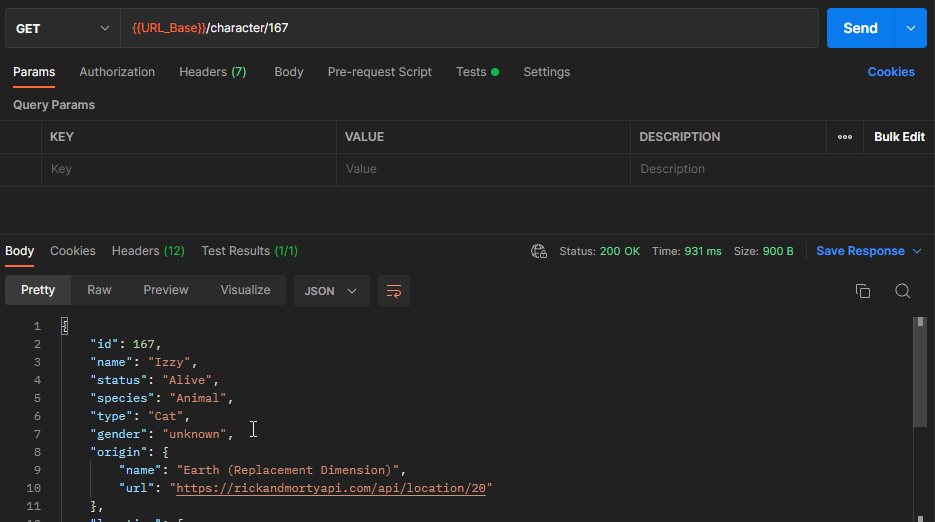 GET {{URL_Base}}/character/167 Send
Params Authorization Headers (7) Body Pre-request Script Tests Settings Cookies
Query Params
KEY VALUE DESCRIPTION ooo Bulk Edit
Key Value Description
Body Cookies Headers (12) Test Results (1/1) Status: 200 OK Time: 931 ms Size: 900 B Save Response
Pretty Raw Preview Visualize JSON
1 {
2 "id": 167,
3 "name": "Izzy",
4 "status": "Alive",
5 "species": "Animal",
6 "type": "Cat",
7 "gender": "unknown",
8 "origin": {
9 "name": "Earth (Replacement Dimension)",
10 "url": "https://rickandmortyapi.com/api/location/20"
11 },